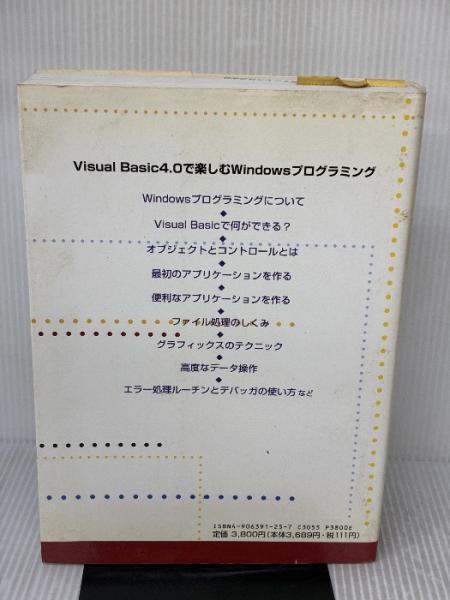 Visual Basic4.0で楽しむWindowsプログラミング
Windowsプログラミングについて
Visual Basicで何ができる?
オブジェクトとコントロールとは
最初のアプリケーションを作る
便利なアプリケーションを作る
ファイル処理のしくみ
グラフィックスのテクニック
高度なデータ操作
エラー処理ルーチンとデバッガの使い方 など
ISBN4-906391-25-7 C3055 P3800E
定価 3,800円(本体3,689円・税111円)